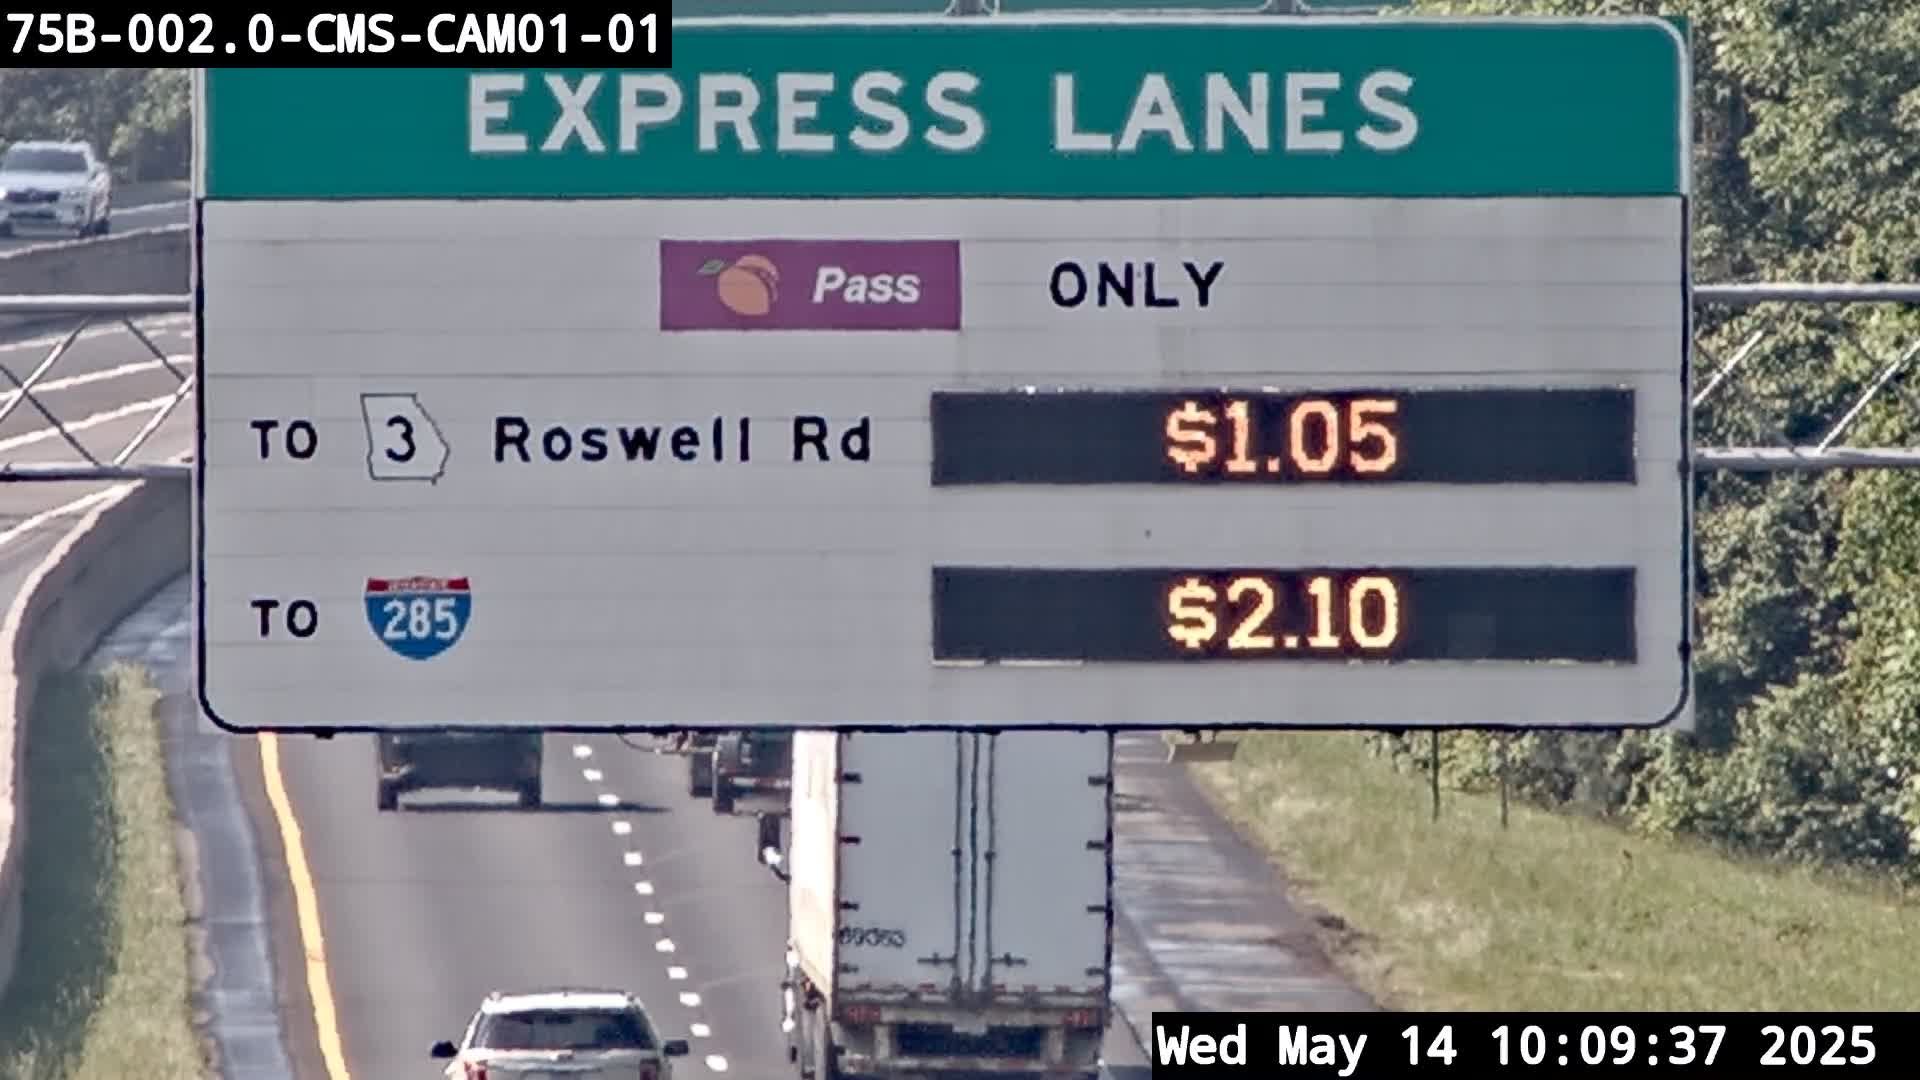 75B-002.0-CMS-CAM01-01
EXPRESS LANES
Pass ONLY
TO 3 Roswell Rd $1.05
TO 285 $2.10
Wed May 14 10:09:37 2025